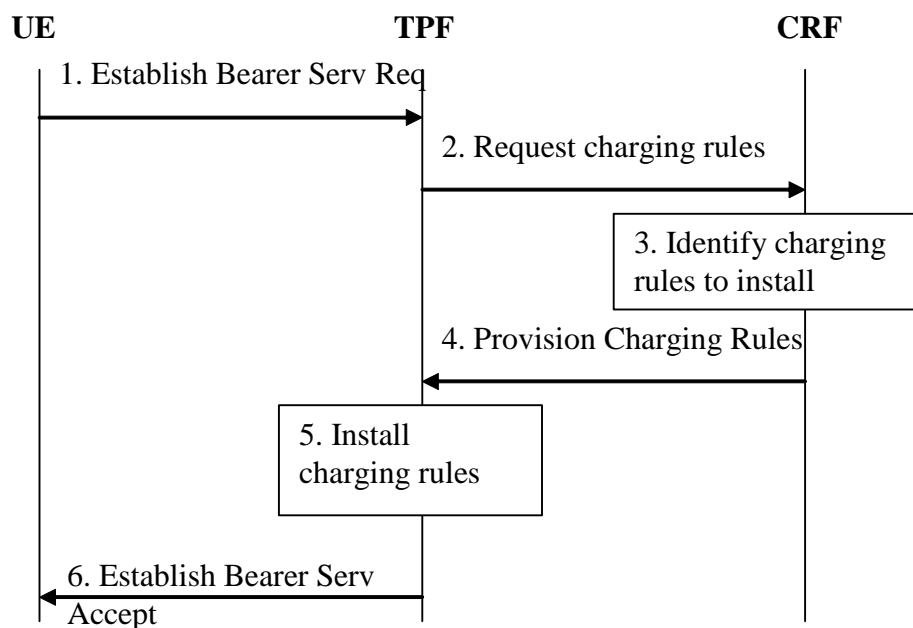 UE TPF CRF
1. Establish Bearer Serv Req
2. Request charging rules
3. Identify charging
rules to install
4. Provision Charging Rules
5. Install
charging rules
6. Establish Bearer Serv
Accept